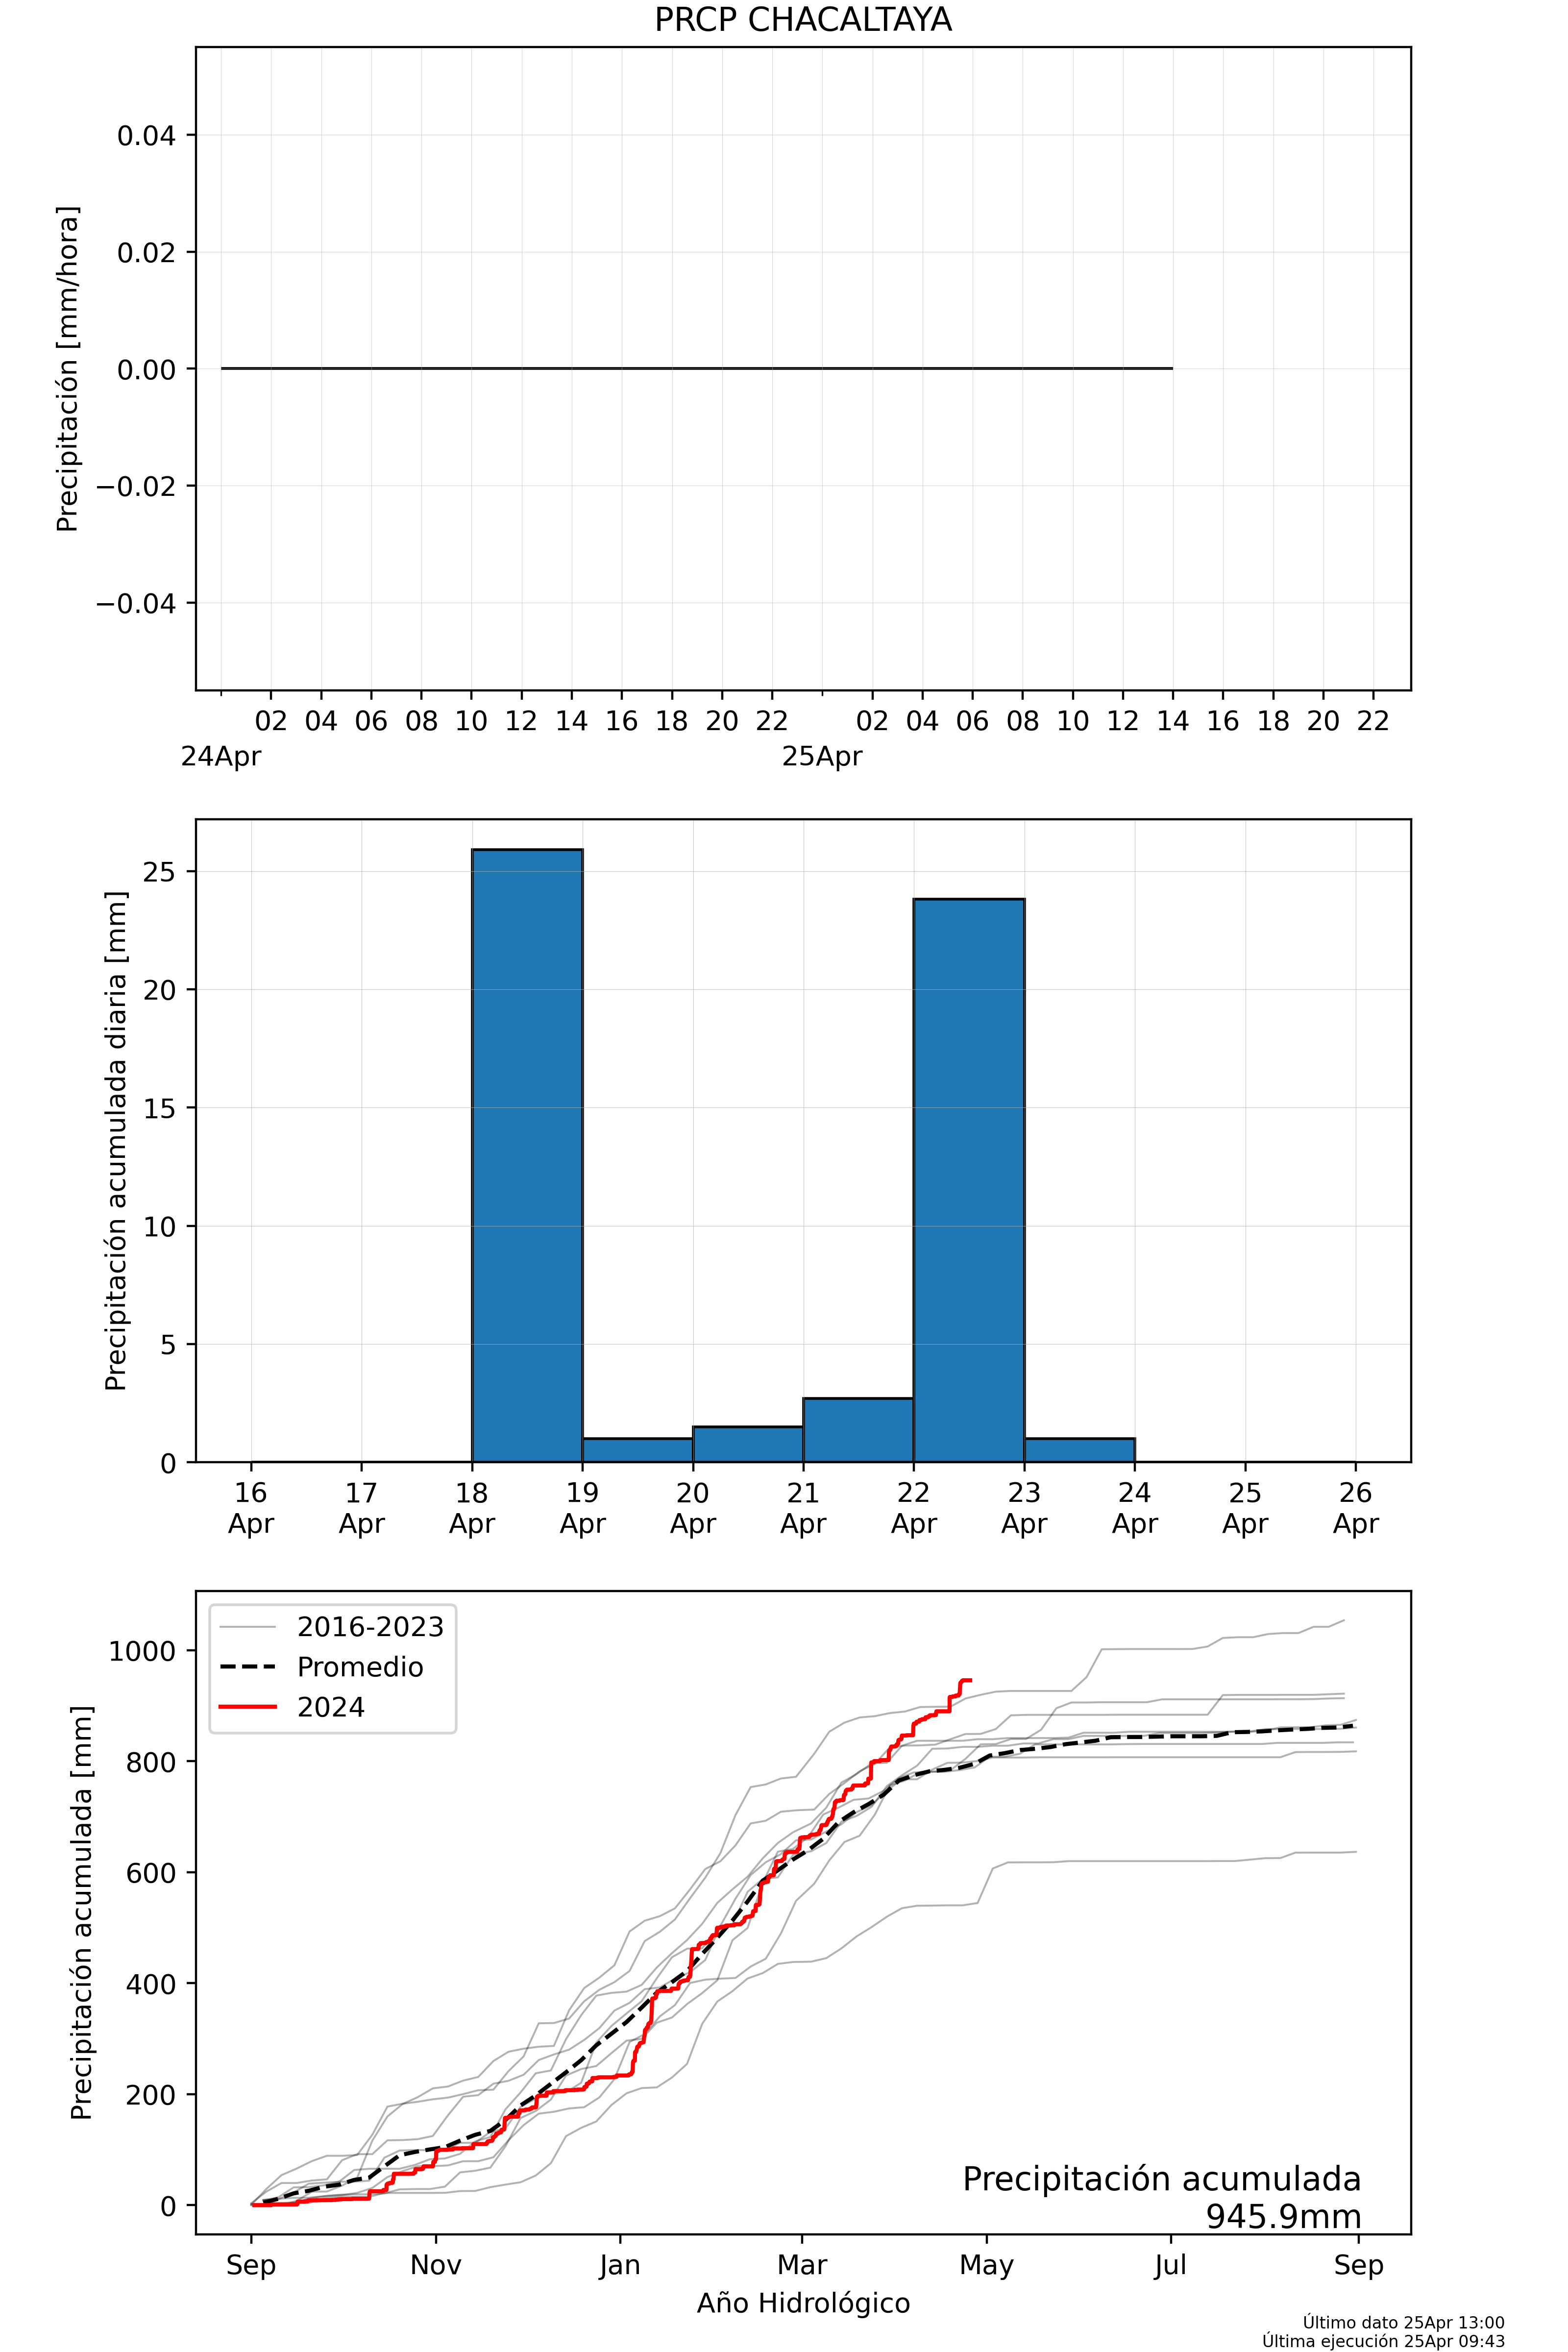 PRCP CHACALTAYA
Precipitación [mm/hora]
0.04
0.02
0.00
−0.02
−0.04
02 04 06 08 10 12 14 16 18 20 22 02 04 06 08 10 12 14 16 18 20 22
24Apr 25Apr
Precipitación acumulada diaria [mm]
25
20
15
10
5
0
16 17 18 19 20 21 22 23 24 25 26
Apr Apr Apr Apr Apr Apr Apr Apr Apr Apr Apr
Precipitación acumulada [mm]
1000
800
600
400
200
0
2016-2023
Promedio
2024
Precipitación acumulada
945.9mm
Sep Nov Jan Mar May Jul Sep
Año Hidrológico
Último dato 25Apr 13:00
Última ejecución 25Apr 09:43